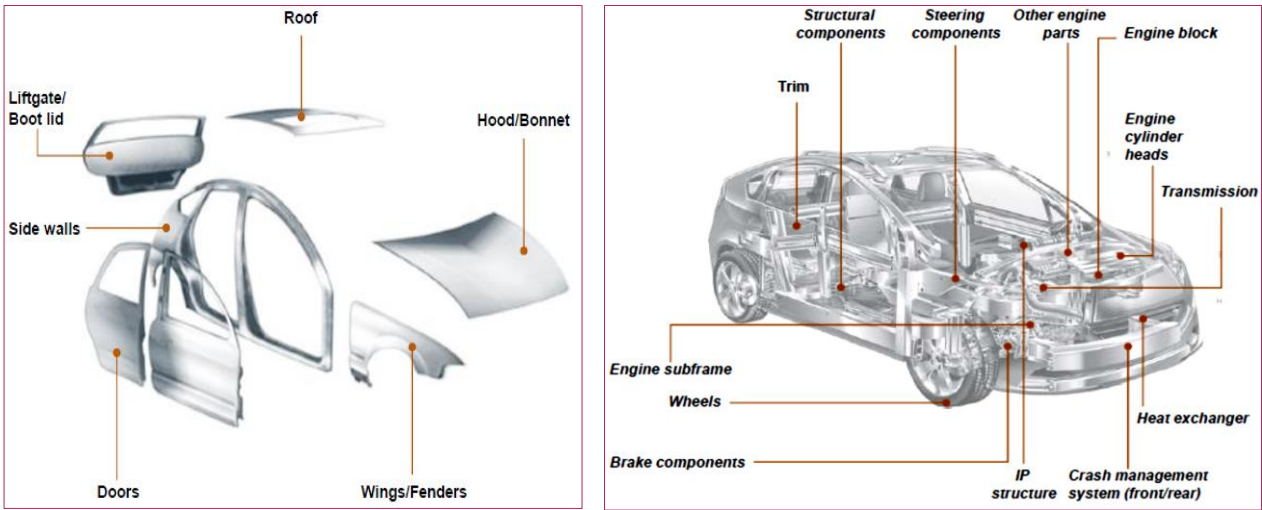 Roof
Liftgate/
Boot lid
Hood/Bonnet
Side walls
Doors
Wings/Fenders
Structural
components
Steering
components
Other engine
parts
Engine block
Trim
Engine
cylinder
heads
Transmission
Engine subframe
Wheels
Heat exchanger
Brake components
IP
structure
Crash management
system (front/rear)